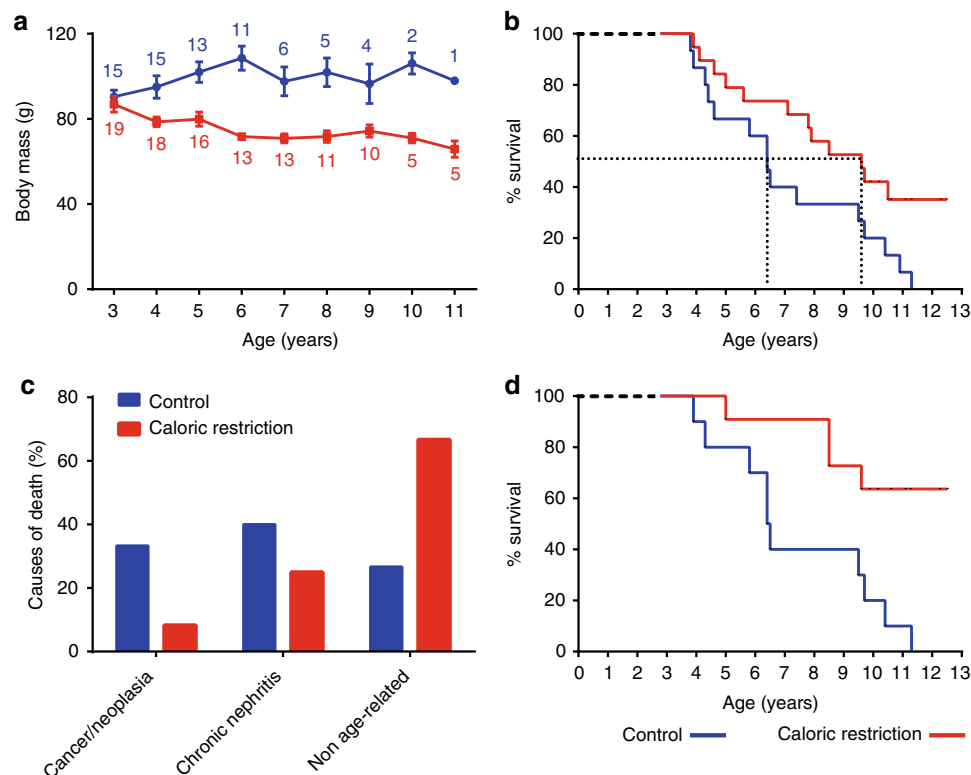 a
120
80
40
0
Body mass (g)
15
15
13
11
6
5
4
2
1
19
18
16
13
13
11
10
5
5
3 4 5 6 7 8 9 10 11
Age (years)
b
100
80
60
40
20
0
% survival
0 1 2 3 4 5 6 7 8 9 10 11 12 13
Age (years)
c
80
60
40
20
0
Causes of death (%)
Control
Caloric restriction
Cancer/neoplasia
Chronic nephritis
Non age-related
d
100
80
60
40
20
0
% survival
0 1 2 3 4 5 6 7 8 9 10 11 12 13
Age (years)
Control
Caloric restriction